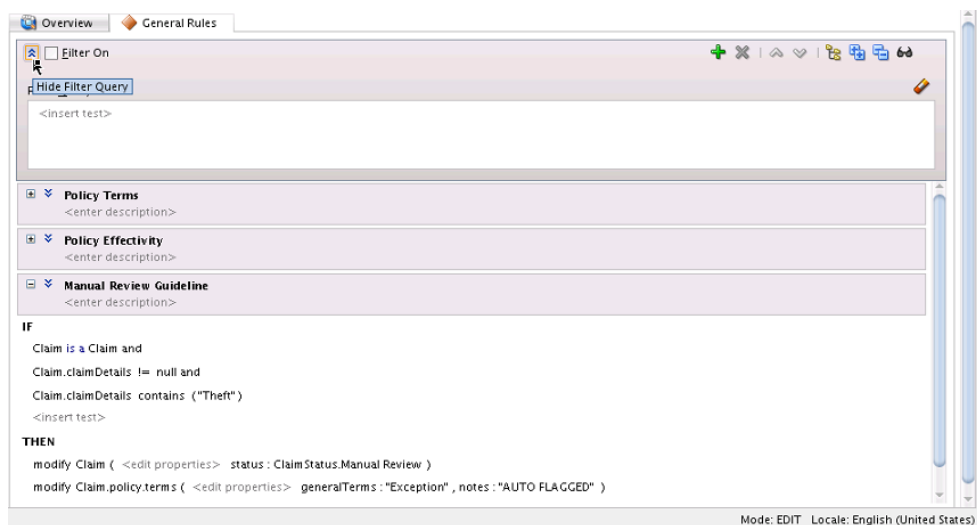 Overview
General Rules
Filter On
Hide Filter Query
<insert test>
Policy Terms
<enter description>
Policy Effectivity
<enter description>
Manual Review Guideline
<enter description>
IF
Claim is a Claim and
Claim.claimDetails != null and
Claim.claimDetails contains ("Theft")
<insert test>
THEN
modify Claim ( <edit properties> status : ClaimStatus.Manual Review )
modify Claim.policy.terms ( <edit properties> generalTerms : "Exception" , notes : "AUTO FLAGGED" )
Mode: EDIT Locale: English (United States)